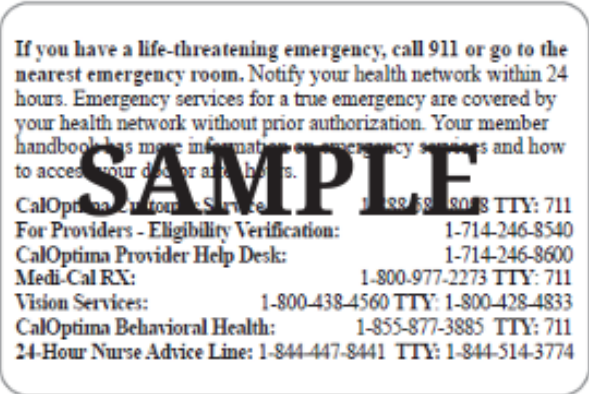 If you have a life-threatening emergency, call 911 or go to the
nearest emergency room. Notify your health network within 24
hours. Emergency services for a true emergency are covered by
your health network without prior authorization. Your member
handbook has more information on emergency services and how
to access your doctor after hours.
SAMPLE
CalOptima Customer Service TTY: 711
For Providers - Eligibility Verification: 1-714-246-8540
CalOptima Provider Help Desk: 1-714-246-8600
Medi-Cal RX: 1-800-977-2273 TTY: 711
Vision Services: 1-800-438-4560 TTY: 1-800-428-4833
CalOptima Behavioral Health: 1-855-877-3885 TTY: 711
24-Hour Nurse Advice Line: 1-844-447-8441 TTY: 1-844-514-3774